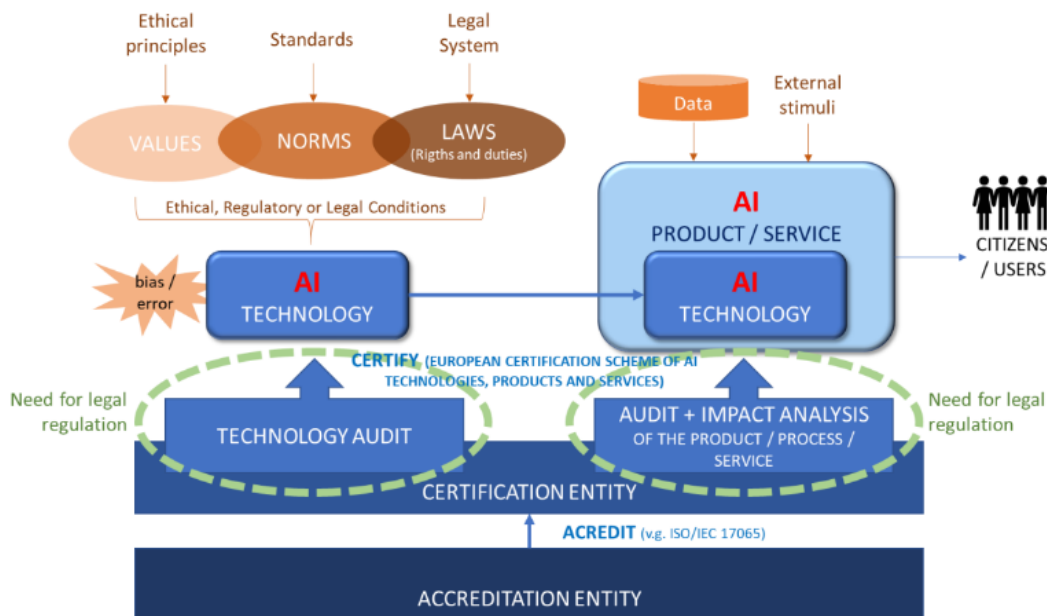 Ethical
principles
Standards
Legal
System
VALUES
NORMS
LAWS
(Rigths and duties)
Ethical, Regulatory or Legal Conditions
Data
External
stimuli
AI
PRODUCT / SERVICE
AI
TECHNOLOGY
CITIZENS
/ USERS
bias /
error
AI
TECHNOLOGY
CERTIFY (EUROPEAN CERTIFICATION SCHEME OF AI
TECHNOLOGIES, PRODUCTS AND SERVICES)
Need for legal
regulation
TECHNOLOGY AUDIT
AUDIT + IMPACT ANALYSIS
OF THE PRODUCT / PROCESS /
SERVICE
Need for legal
regulation
CERTIFICATION ENTITY
ACREDIT (v.g. ISO/IEC 17065)
ACCREDITATION ENTITY